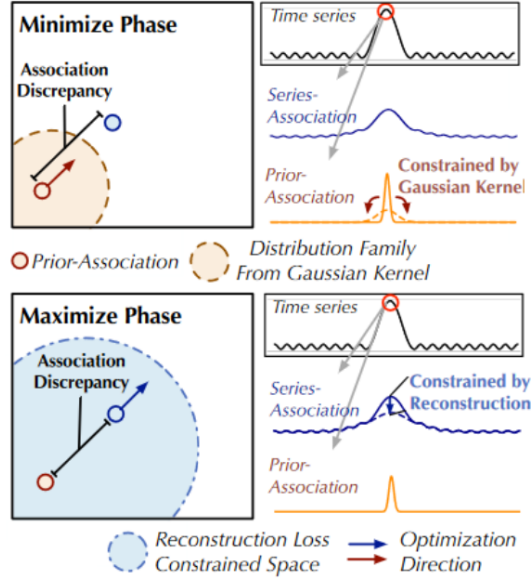 Minimize Phase
Association
Discrepancy
Time series
Series-
Association
Prior-
Association
Constrained by
Gaussian Kernel
Prior-Association
Distribution Family
From Gaussian Kernel
Maximize Phase
Association
Discrepancy
Time series
Series-
Association
Constrained by
Reconstruction
Prior-
Association
Reconstruction Loss
Constrained Space
Optimization
Direction